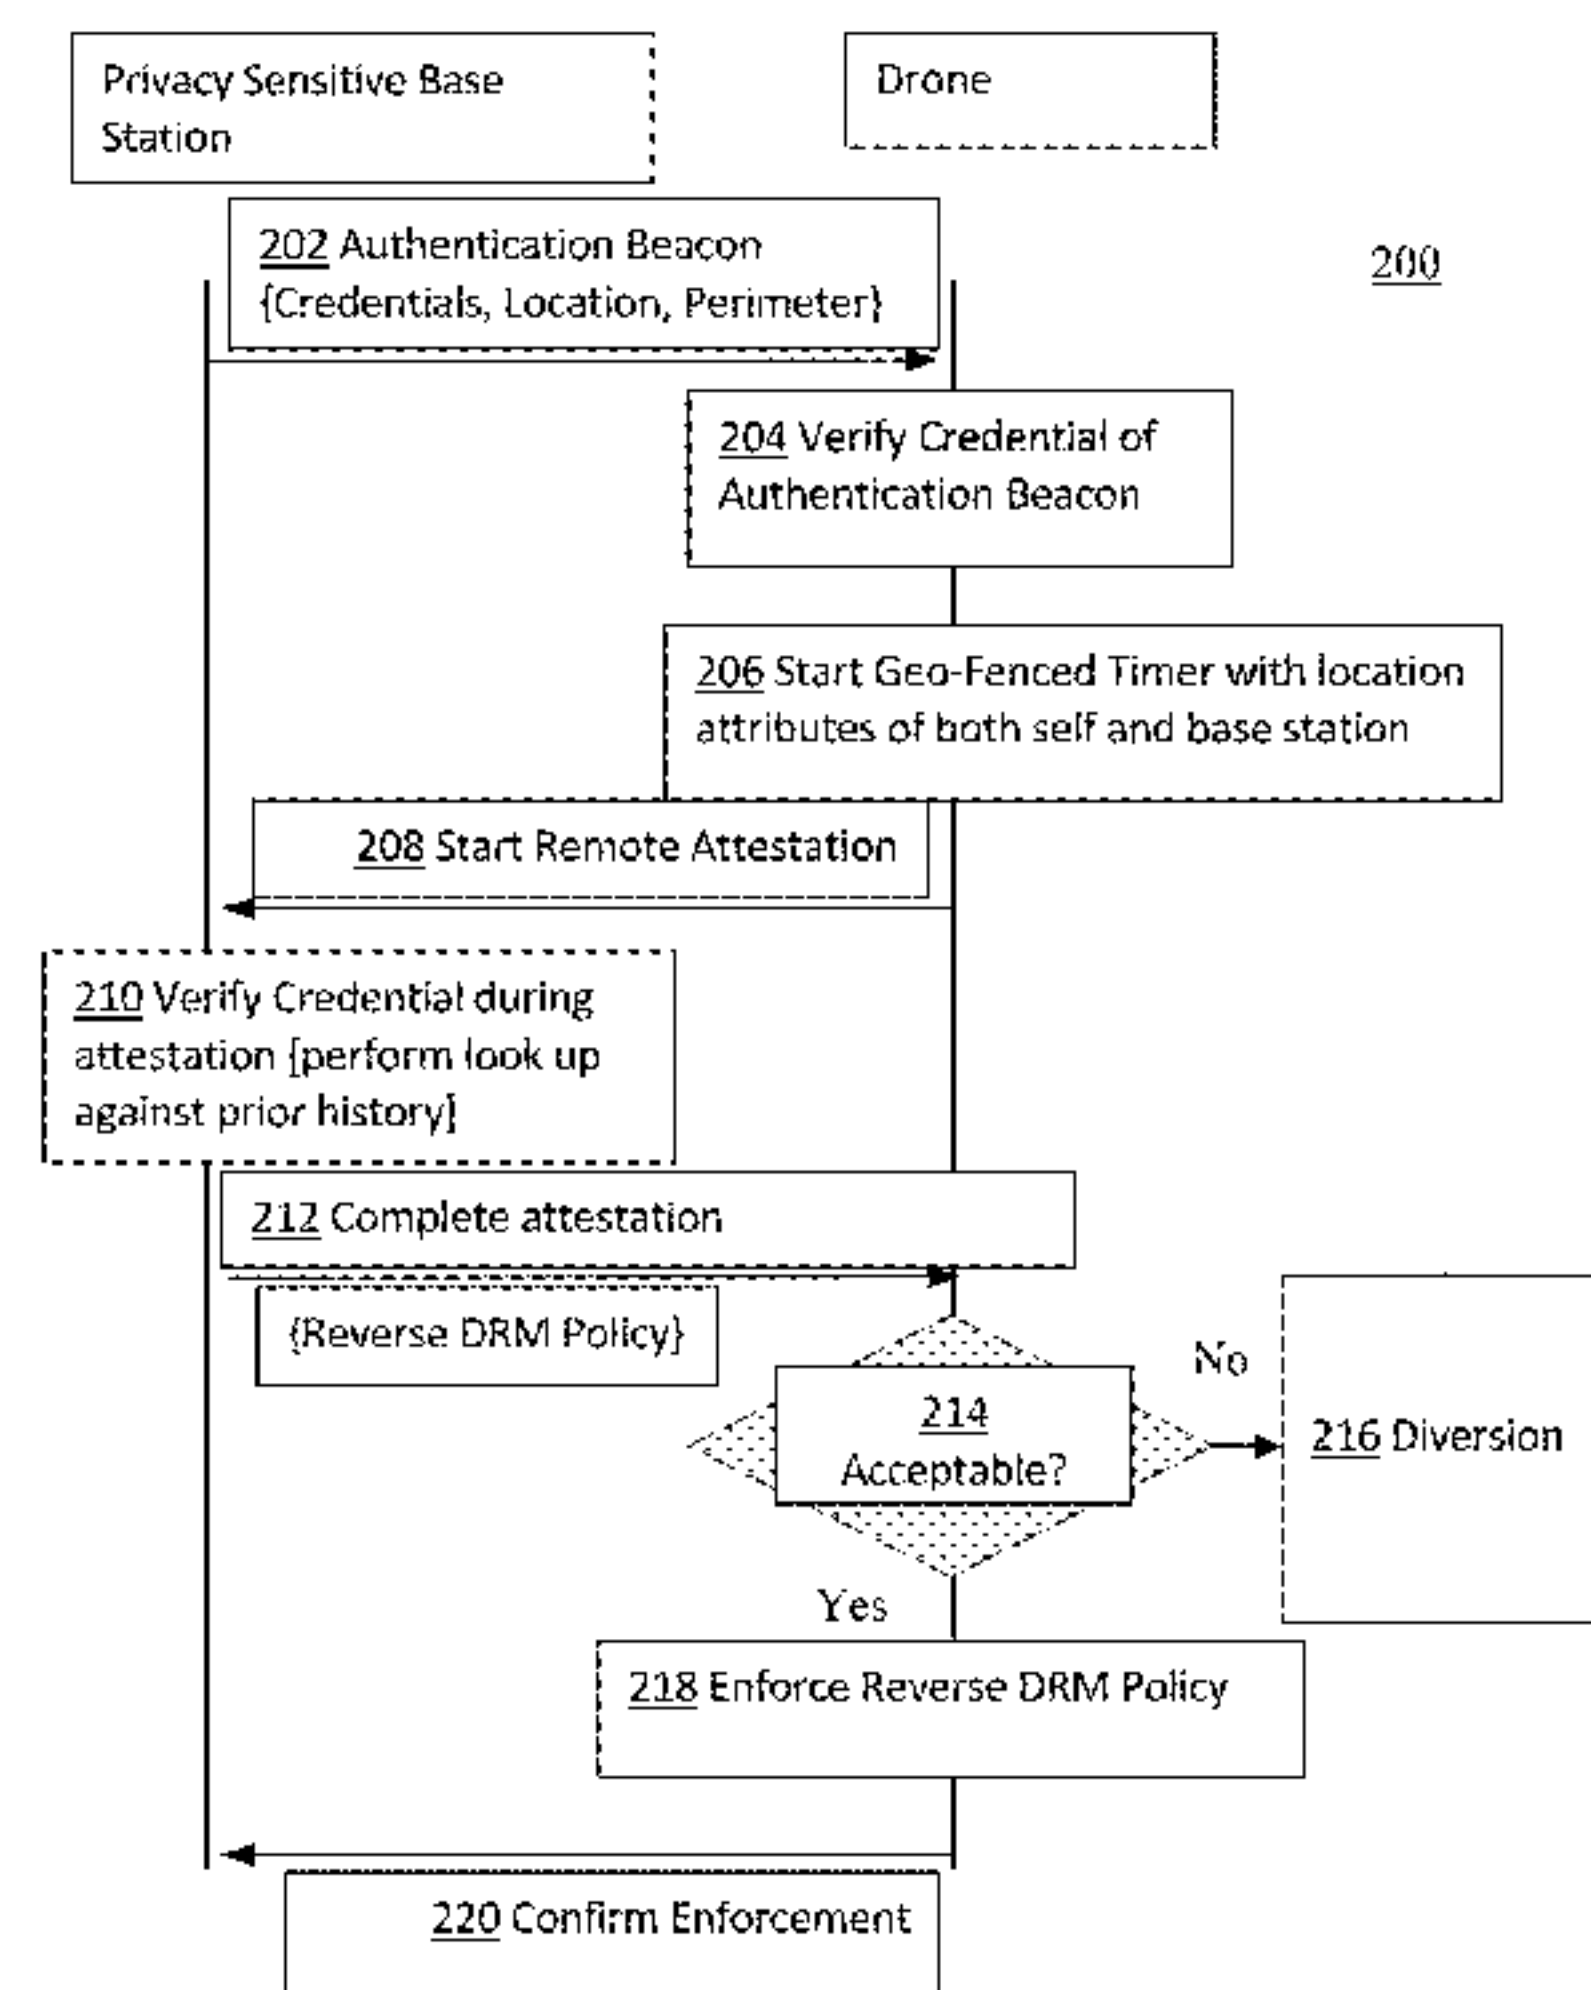 Privacy Sensitive Base
Station
Drone
202 Authentication Beacon
{Credentials, Location, Perimeter}
200
204 Verify Credential of
Authentication Beacon
206 Start Geo-Fenced Timer with location
attributes of both self and base station
208 Start Remote Attestation
210 Verify Credential during
attestation {perform look up
against prior history}
212 Complete attestation
{Reverse DRM Policy}
214
Acceptable?
No
216 Diversion
Yes
218 Enforce Reverse DRM Policy
220 Confirm Enforcement